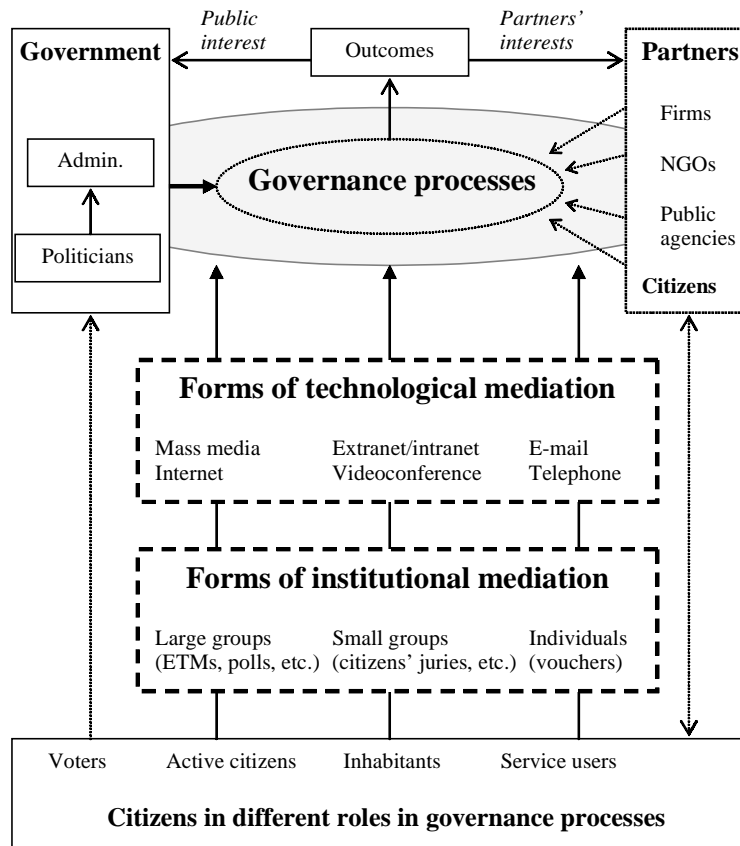 Public
interest
Partners’
interests
Government
Outcomes
Partners
Admin.
Politicians
Governance processes
Firms
NGOs
Public
agencies
Citizens
Forms of technological mediation
Mass media
Internet
Extranet/intranet
Videoconference
E-mail
Telephone
Forms of institutional mediation
Large groups
(ETMs, polls, etc.)
Small groups
(citizens’ juries, etc.)
Individuals
(vouchers)
Voters
Active citizens
Inhabitants
Service users
Citizens in different roles in governance processes